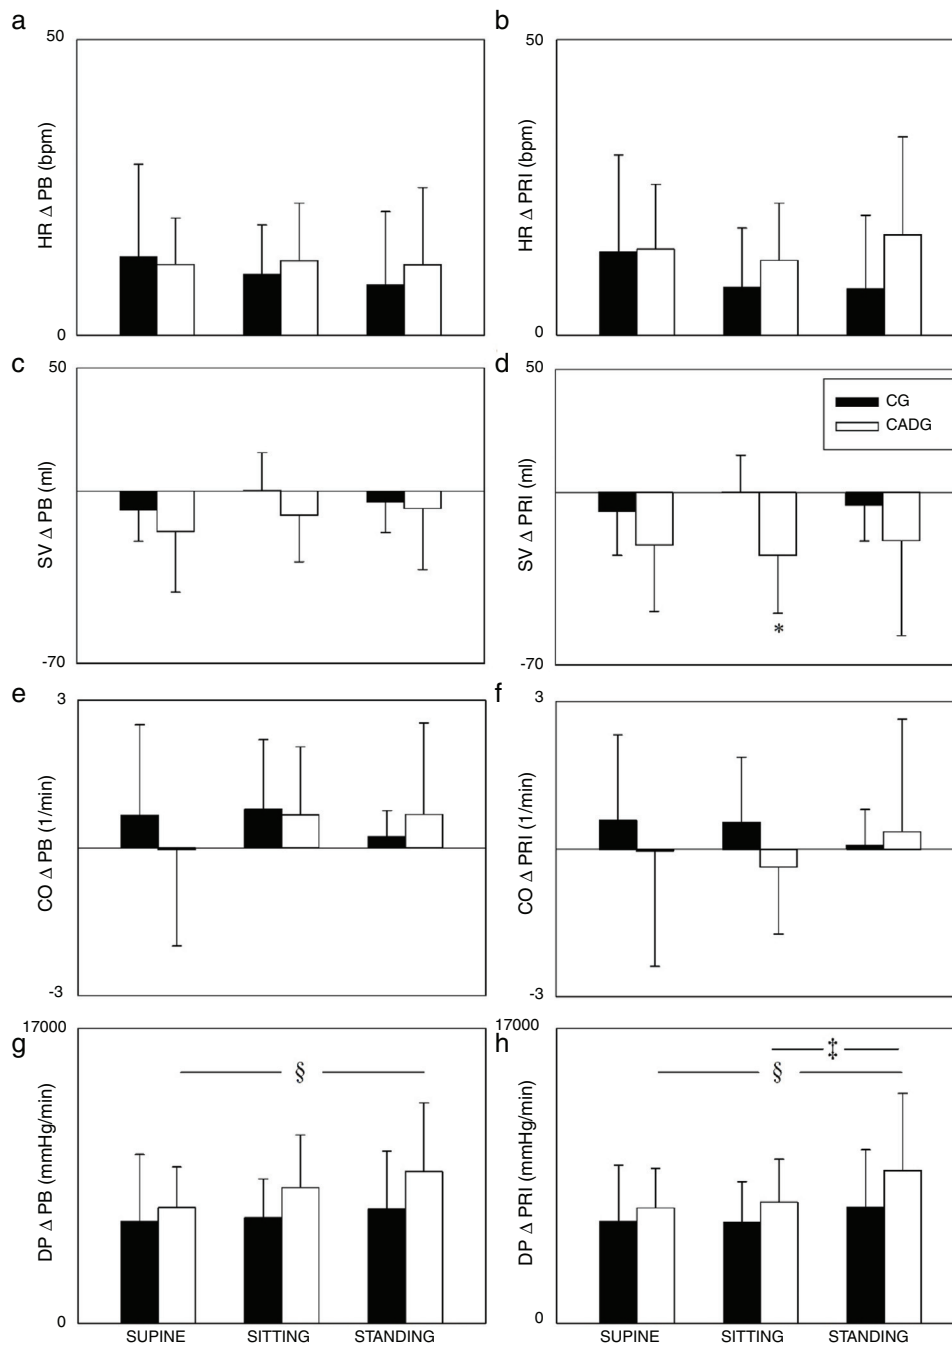 a
50
HR Δ PB (bpm)
0
b
50
HR Δ PRI (bpm)
0
c
50
SV Δ PB (ml)
-70
d
50
SV Δ PRI (ml)
-70
CG
CADG
*
e
3
CO Δ PB (1/min)
-3
f
3
CO Δ PRI (1/min)
-3
g
17000
DP Δ PB (mmHg/min)
0
§
SUPINE SITTING STANDING
h
17000
DP Δ PRI (mmHg/min)
0
‡
§
SUPINE SITTING STANDING